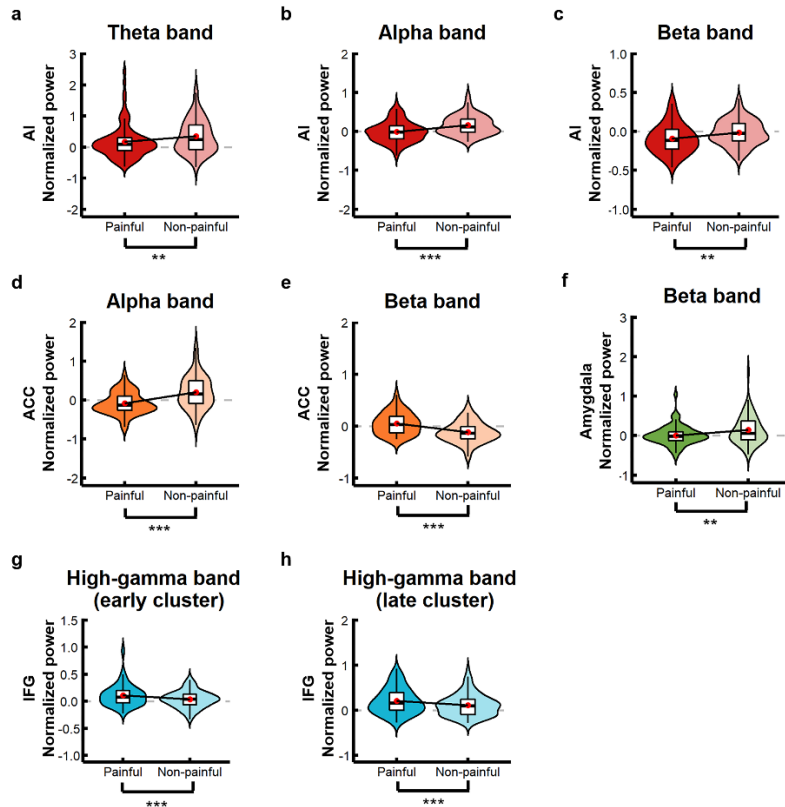 a
Theta band
AI
Normalized power
3
2
1
0
-1
-2
Painful
Non-painful
**
b
Alpha band
AI
Normalized power
2
1
0
-1
-2
Painful
Non-painful
***
c
Beta band
AI
Normalized power
1.0
0.5
0.0
-0.5
-1.0
Painful
Non-painful
**
d
Alpha band
ACC
Normalized power
2
1
0
-1
-2
Painful
Non-painful
***
e
Beta band
ACC
Normalized power
2
1
0
-1
Painful
Non-painful
***
f
Beta band
Amygdala
Normalized power
3
2
1
0
-1
Painful
Non-painful
**
g
High-gamma band
(early cluster)
IFG
Normalized power
1.5
1.0
0.5
0.0
-0.5
-1.0
Painful
Non-painful
***
h
High-gamma band
(late cluster)
IFG
Normalized power
2
1
0
-1
Painful
Non-painful
***